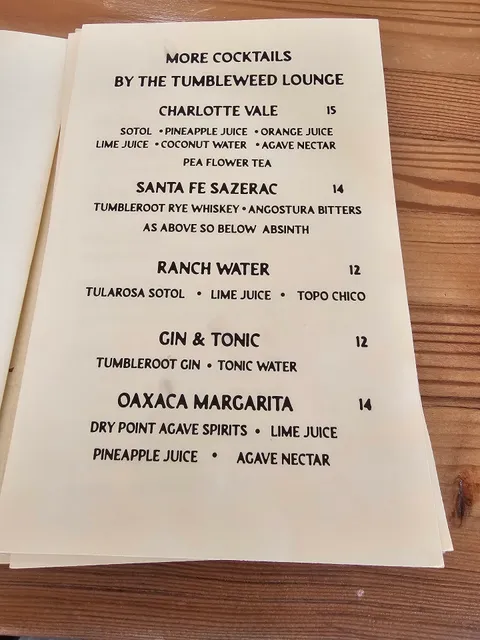 MORE COCKTAILS
BY THE TUMBLEWEED LOUNGE
CHARLOTTE VALE 15
SOTOL • PINEAPPLE JUICE • ORANGE JUICE
LIME JUICE • COCONUT WATER • AGAVE NECTAR
PEA FLOWER TEA
SANTA FE SAZERAC 14
TUMBLEROOT RYE WHISKEY • ANGOSTURA BITTERS
AS ABOVE SO BELOW ABSINTH
RANCH WATER 12
TULAROSA SOTOL • LIME JUICE • TOPO CHICO
GIN & TONIC 12
TUMBLEROOT GIN • TONIC WATER
OAXACA MARGARITA 14
DRY POINT AGAVE SPIRITS • LIME JUICE
PINEAPPLE JUICE • AGAVE NECTAR